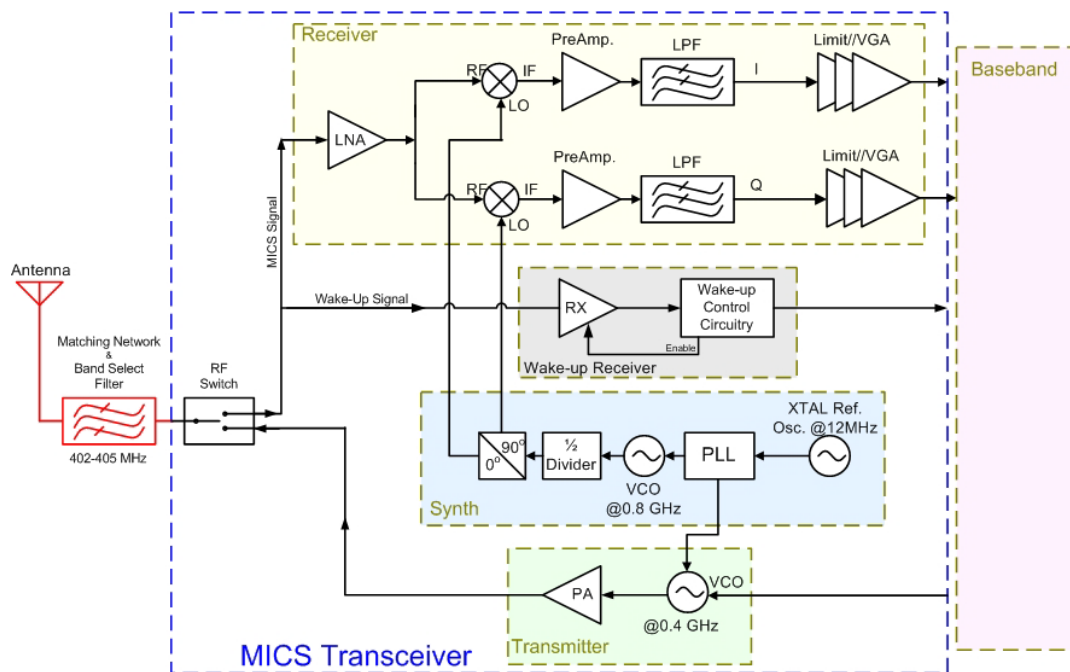 Receiver
PreAmp.
LPF
I
Limit//VGA
Baseband
RF
IF
LO
LNA
PreAmp.
LPF
Q
Limit//VGA
RF
IF
LO
MICS Signal
Antenna
Wake-Up Signal
RX
Wake-up
Control
Circuitry
Enable
Wake-up Receiver
Matching Network
&
Band Select
Filter
402-405 MHz
RF
Switch
XTAL Ref.
Osc. @12MHz
0° 90°
½
Divider
VCO
@0.8 GHz
PLL
Synth
PA
VCO
@0.4 GHz
Transmitter
MICS Transceiver